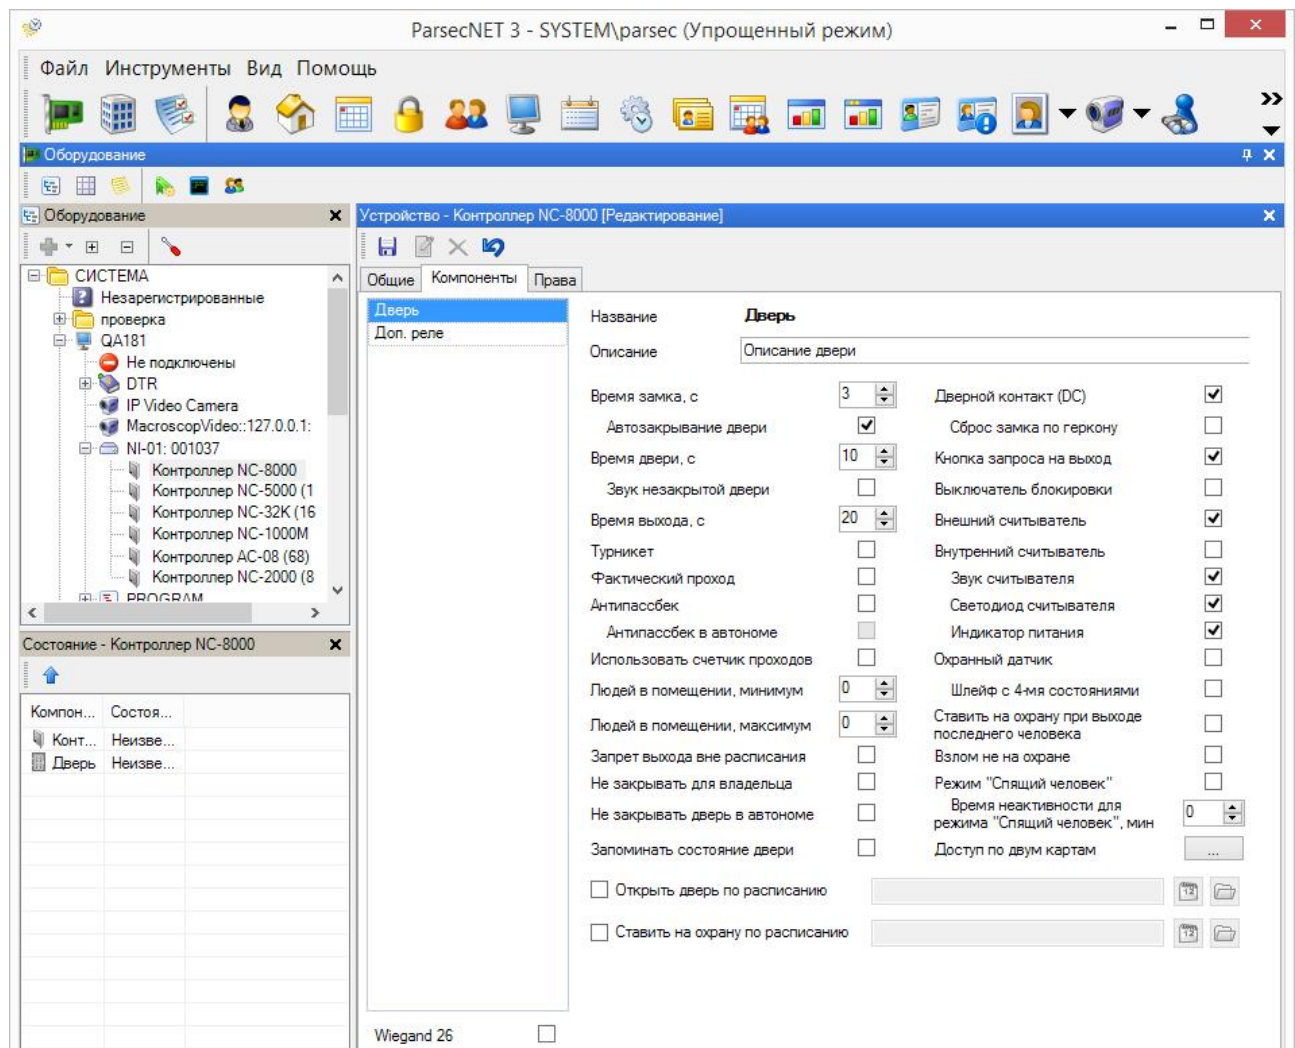 ParsecNET 3 - SYSTEM\parsec (Упрощенный режим)
Файл Инструменты Вид Помощь
Оборудование
Оборудование
СИСТЕМА
Незарегистрированные
проверка
QA181
Не подключены
DTR
IP Video Camera
MacroscopVideo::127.0.0.1:
NI-01: 001037
Контроллер NC-8000
Контроллер NC-5000 (1
Контроллер NC-32K (16
Контроллер NC-1000M
Контроллер AC-08 (68)
Контроллер NC-2000 (8
PROGRAM
Состояние - Контроллер NC-8000
Компон... Состоя...
Конт... Неизве...
Дверь Неизве...
Устройство - Контроллер NC-8000 [Редактирование]
Общие Компоненты Права
Дверь
Доп. реле
Wiegand 26
Название Дверь
Описание Описание двери
Время замка, с 3
Автозакрывание двери
Время двери, с 10
Звук незакрытой двери
Время выхода, с 20
Турникет
Фактический проход
Антипассбек
Антипассбек в автономе
Использовать счетчик проходов
Людей в помещении, минимум 0
Людей в помещении, максимум 0
Запрет выхода вне расписания
Не закрывать для владельца
Не закрывать дверь в автономе
Запоминать состояние двери
Дверной контакт (DC)
Сброс замка по геркону
Кнопка запроса на выход
Выключатель блокировки
Внешний считыватель
Внутренний считыватель
Звук считывателя
Светодиод считывателя
Индикатор питания
Охранный датчик
Шлейф с 4-мя состояниями
Ставить на охрану при выходе
последнего человека
Взлом не на охране
Режим "Спящий человек"
Время неактивности для
режима "Спящий человек", мин 0
Доступ по двум картам ...
Открыть дверь по расписанию
Ставить на охрану по расписанию